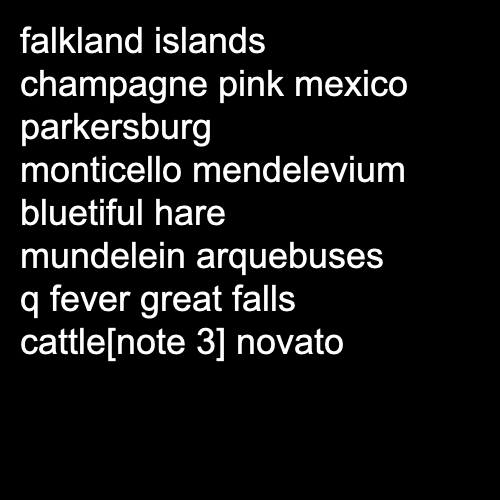 falkland islands
champagne pink mexico
parkersburg
monticello mendelevium
bluetiful hare
mundelein arquebuses
q fever great falls
cattle[note 3] novato